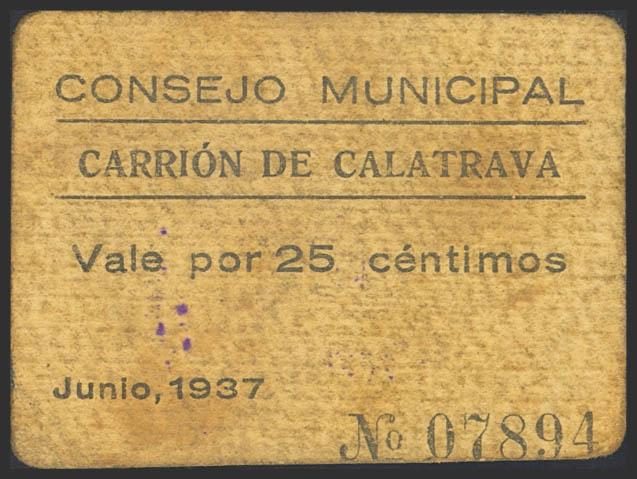 CONSEJO MUNICIPAL
CARRIÓN DE CALATRAVA
Vale por 25 céntimos
Junio, 1937
No 07894